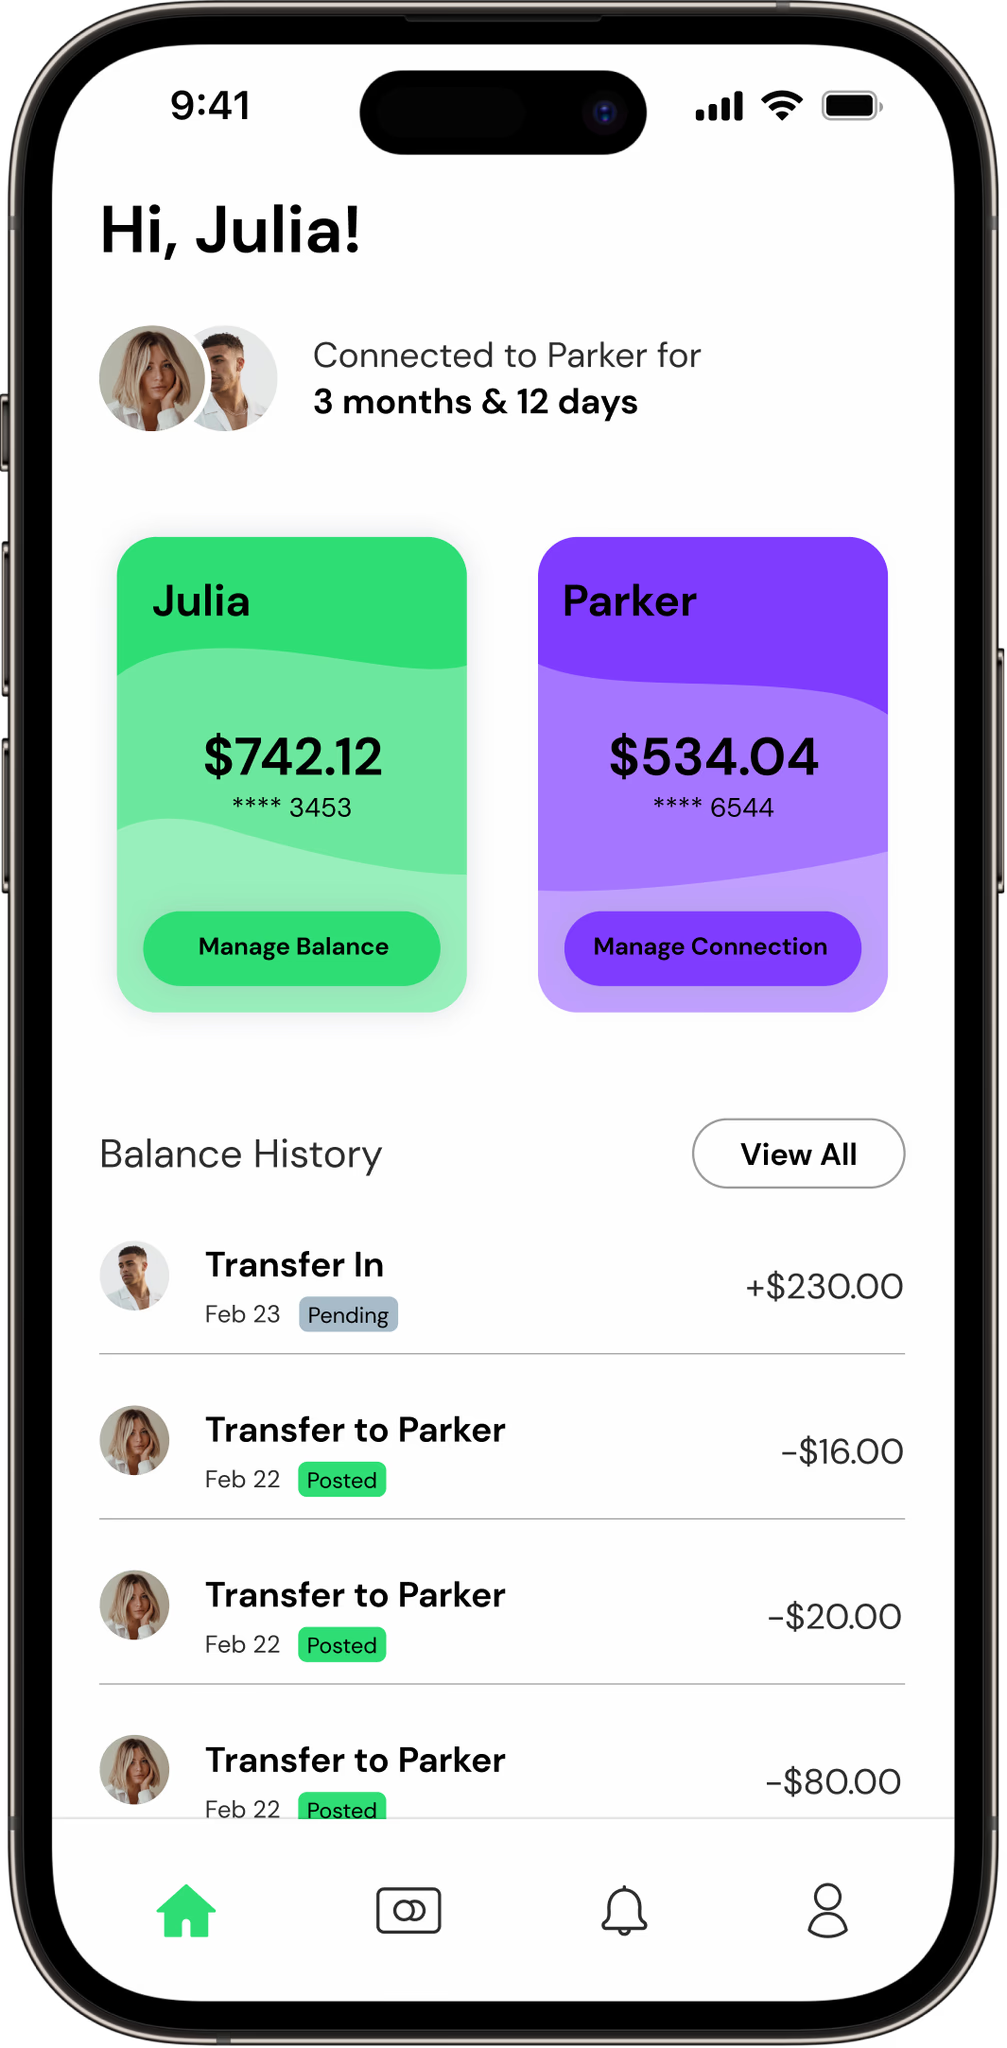 9:41
Hi, Julia!
Connected to Parker for
3 months & 12 days
Julia
$742.12
**** 3453
Manage Balance
Parker
$534.04
**** 6544
Manage Connection
Balance History
View All
Transfer In
Feb 23 Pending
+$230.00
Transfer to Parker
Feb 22 Posted
-$16.00
Transfer to Parker
Feb 22 Posted
-$20.00
Transfer to Parker
Feb 22 Posted
-$80.00